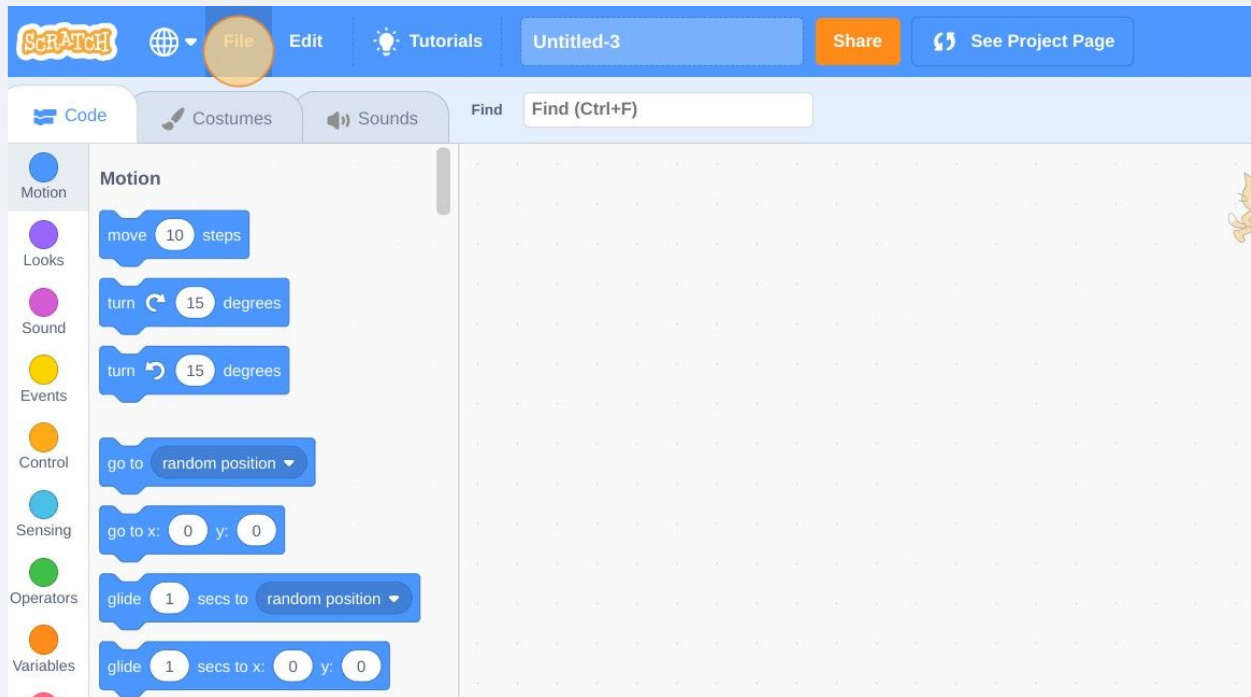 SCRATCH File Edit Tutorials Untitled-3 Share See Project Page
Code Costumes Sounds Find Find (Ctrl+F)
Motion
Looks
Sound
Events
Control
Sensing
Operators
Variables
Motion
move 10 steps
turn 15 degrees
turn 15 degrees
go to random position
go to x: 0 y: 0
glide 1 secs to random position
glide 1 secs to x: 0 y: 0